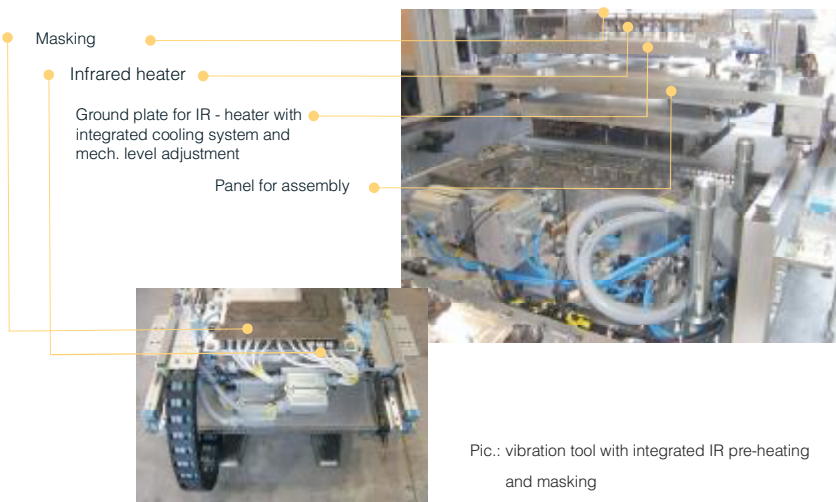 Masking
Infrared heater
Ground plate for IR - heater with
integrated cooling system and
mech. level adjustment
Panel for assembly
Pic.: vibration tool with integrated IR pre-heating
and masking